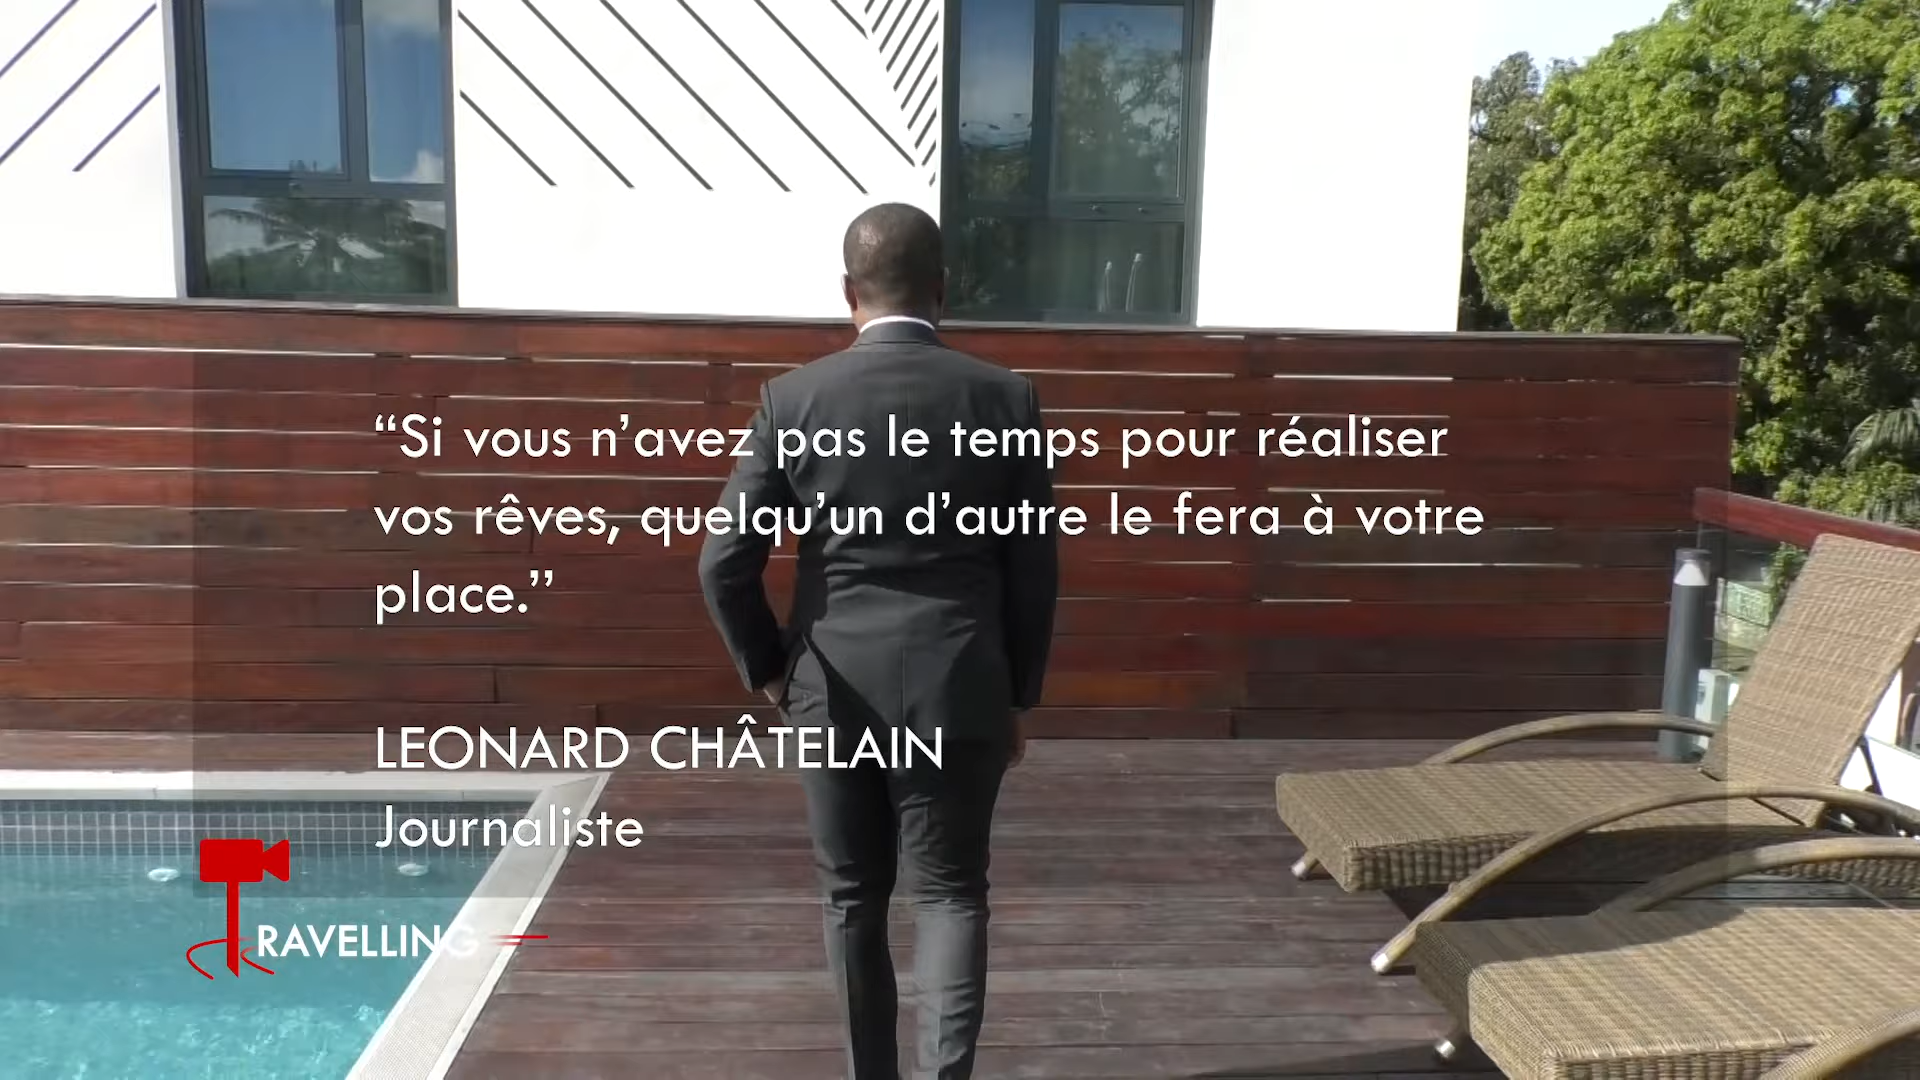 “Si vous n’avez pas le temps pour réaliser
vos rêves, quelqu’un d’autre le fera à votre
place.”
LEONARD CHÂTELAIN
Journaliste
TRAVELLING